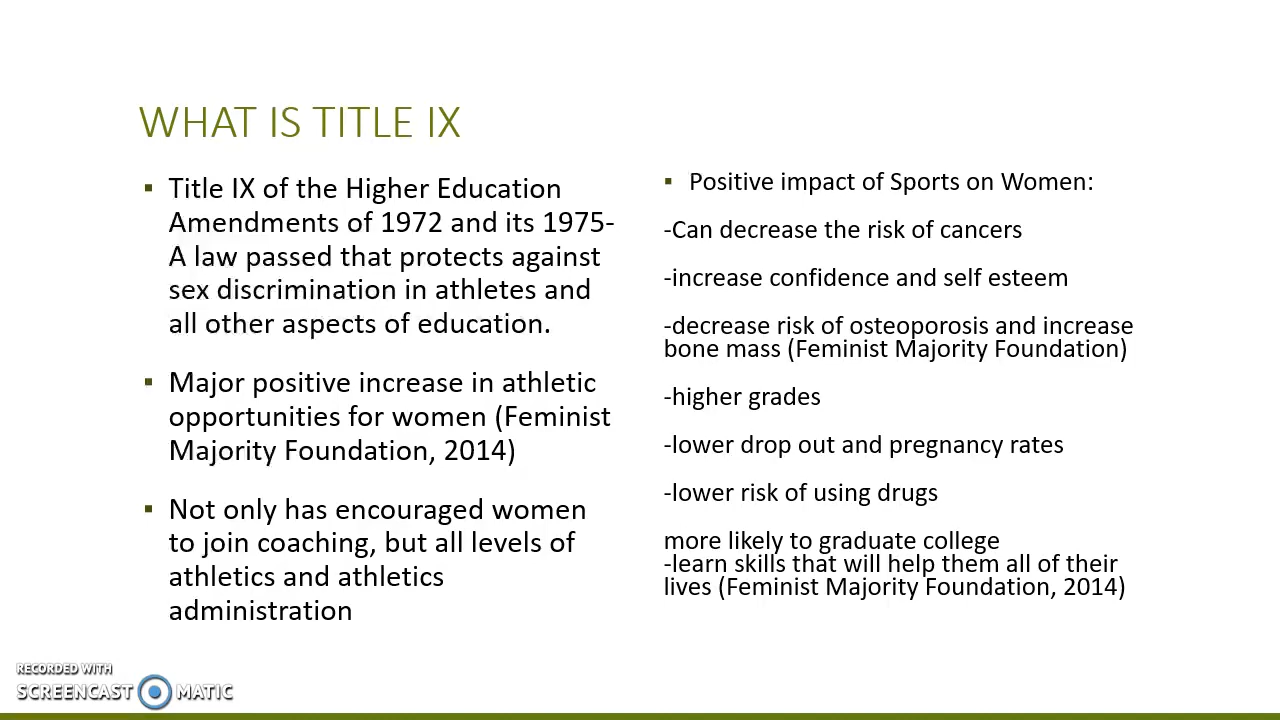 WHAT IS TITLE IX
▪ Title IX of the Higher Education
Amendments of 1972 and its 1975-
A law passed that protects against
sex discrimination in athletes and
all other aspects of education.
▪ Major positive increase in athletic
opportunities for women (Feminist
Majority Foundation, 2014)
▪ Not only has encouraged women
to join coaching, but all levels of
athletics and athletics
administration
▪ Positive impact of Sports on Women:
-Can decrease the risk of cancers
-increase confidence and self esteem
-decrease risk of osteoporosis and increase
bone mass (Feminist Majority Foundation)
-higher grades
-lower drop out and pregnancy rates
-lower risk of using drugs
more likely to graduate college
-learn skills that will help them all of their
lives (Feminist Majority Foundation, 2014)
RECORDED WITH
SCREENCAST MATIC